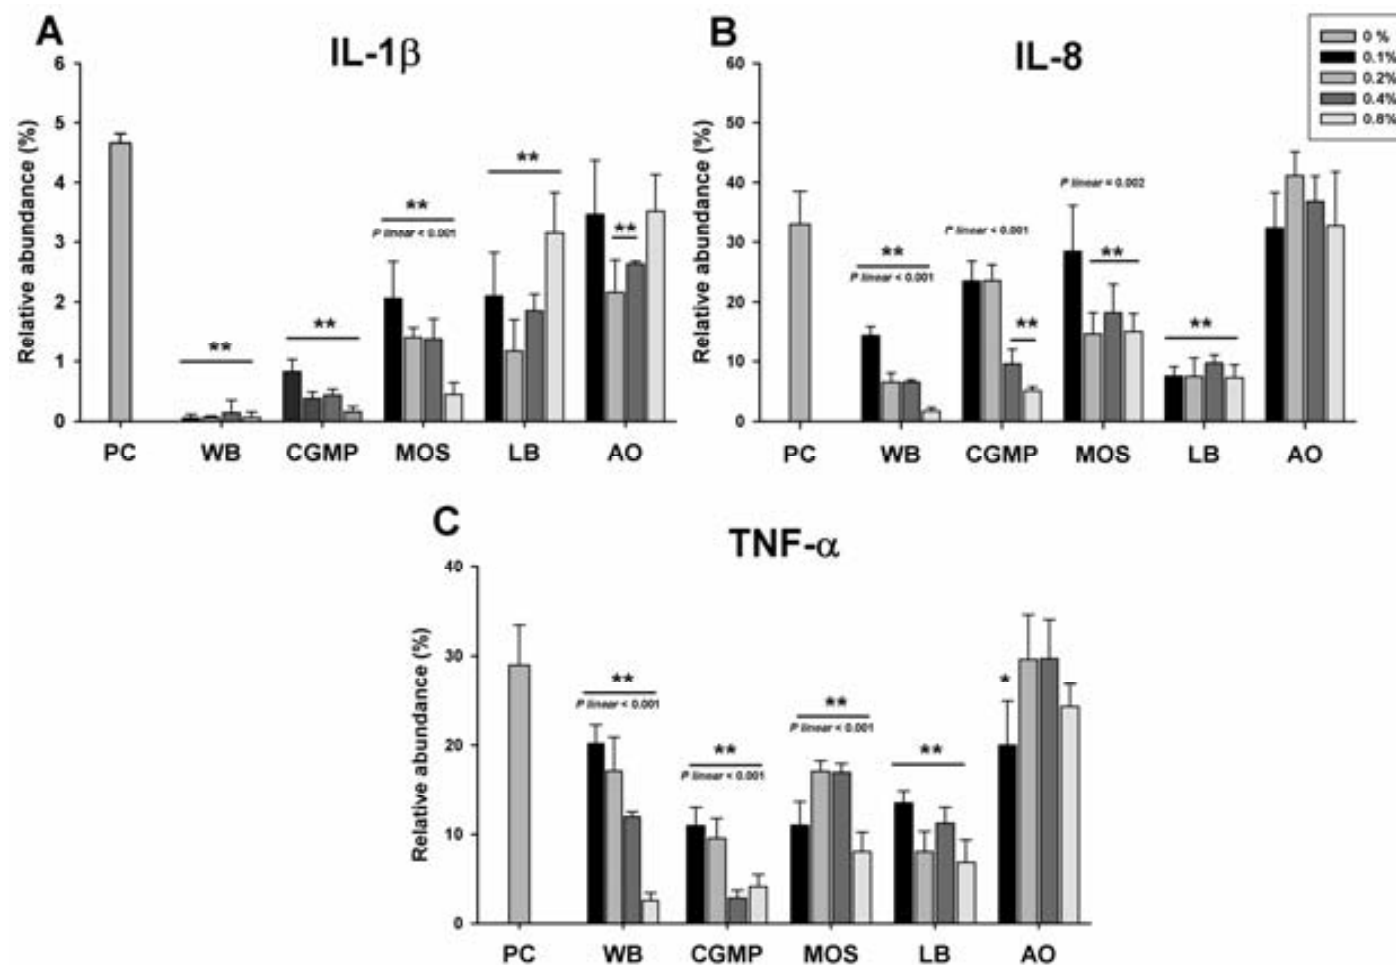 A
IL-1β
Relative abundance (%)
6
5
4
3
2
1
0
**
**
**
P linear < 0.001
**
**
PC WB CGMP MOS LB AO
B
IL-8
0 %
0.1%
0.2%
0.4%
0.8%
Relative abundance (%)
60
50
40
30
20
10
0
**
P linear < 0.001
P linear < 0.001
**
P linear = 0.002
**
**
PC WB CGMP MOS LB AO
C
TNF-α
Relative abundance (%)
40
30
20
10
0
**
P linear < 0.001
**
P linear < 0.001
**
P linear < 0.001
**
*
PC WB CGMP MOS LB AO